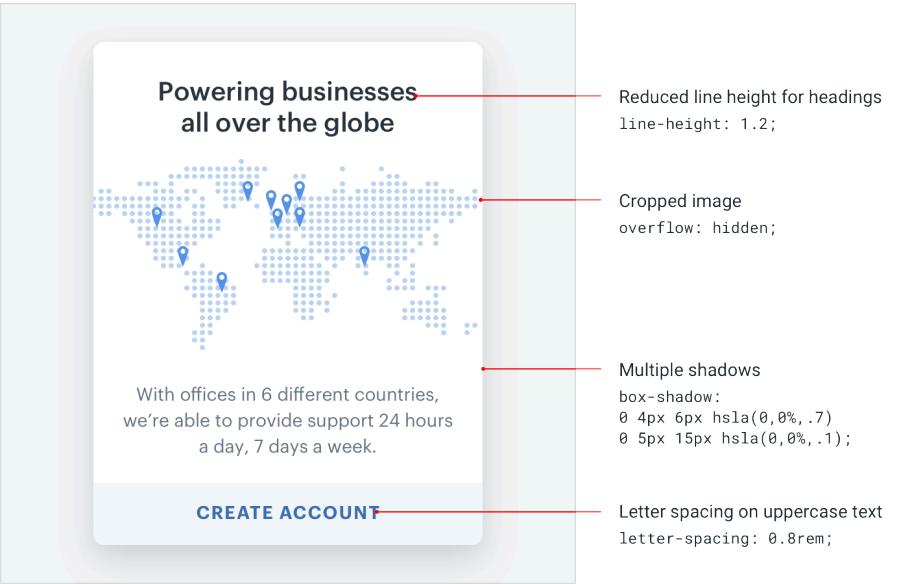 Powering businesses
all over the globe
With offices in 6 different countries,
we're able to provide support 24 hours
a day, 7 days a week.
CREATE ACCOUNT
Reduced line height for headings
line-height: 1.2;
Cropped image
overflow: hidden;
Multiple shadows
box-shadow:
0 4px 6px hsla(0,0%,.7)
0 5px 15px hsla(0,0%,.1);
Letter spacing on uppercase text
letter-spacing: 0.8rem;